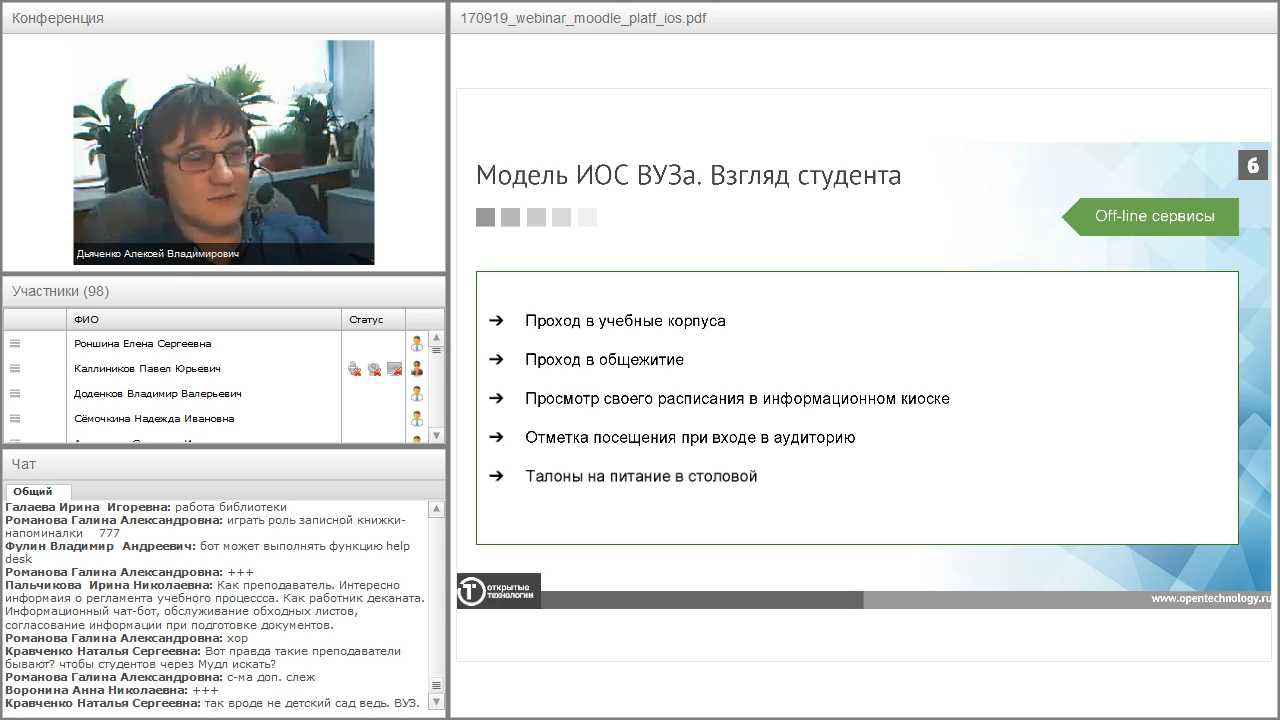 Конференция
Дьяченко Алексей Владимирович
Участники (98)
ФИО
Статус
Роншина Елена Сергеевна
Каллиников Павел Юрьевич
Доденков Владимир Валерьевич
Сёмочкина Надежда Ивановна
Чат
Общий
Галаева Ирина Игоревна: работа библиотеки
Романова Галина Александровна: играть роль записной книжки-
напоминалки 777
Фулин Владимир Андреевич: бот может выполнять функцию help
desk
Романова Галина Александровна: +++
Пальчикова Ирина Николаевна: Как преподаватель. Интересно
информаия о регламента учебного процессса. Как работник деканата.
Информационный чат-бот, обслуживание обходных листов,
согласование информации при подготовке документов.
Романова Галина Александровна: хор
Кравченко Наталья Сергеевна: Вот правда такие преподаватели
бывают? чтобы студентов через Мудл искать?
Романова Галина Александровна: с-ма доп. слеж
Воронина Анна Николаевна: +++
Кравченко Наталья Сергеевна: так вроде не детский сад ведь. ВУЗ.
170919_webinar_moodle_platf_ios.pdf
6
Модель ИОС ВУЗа. Взгляд студента
Off-line сервисы
➔ Проход в учебные корпуса
➔ Проход в общежитие
➔ Просмотр своего расписания в информационном киоске
➔ Отметка посещения при входе в аудиторию
➔ Талоны на питание в столовой
ОТКРЫТЫЕ
ТЕХНОЛОГИИ
www.opentechnology.ru